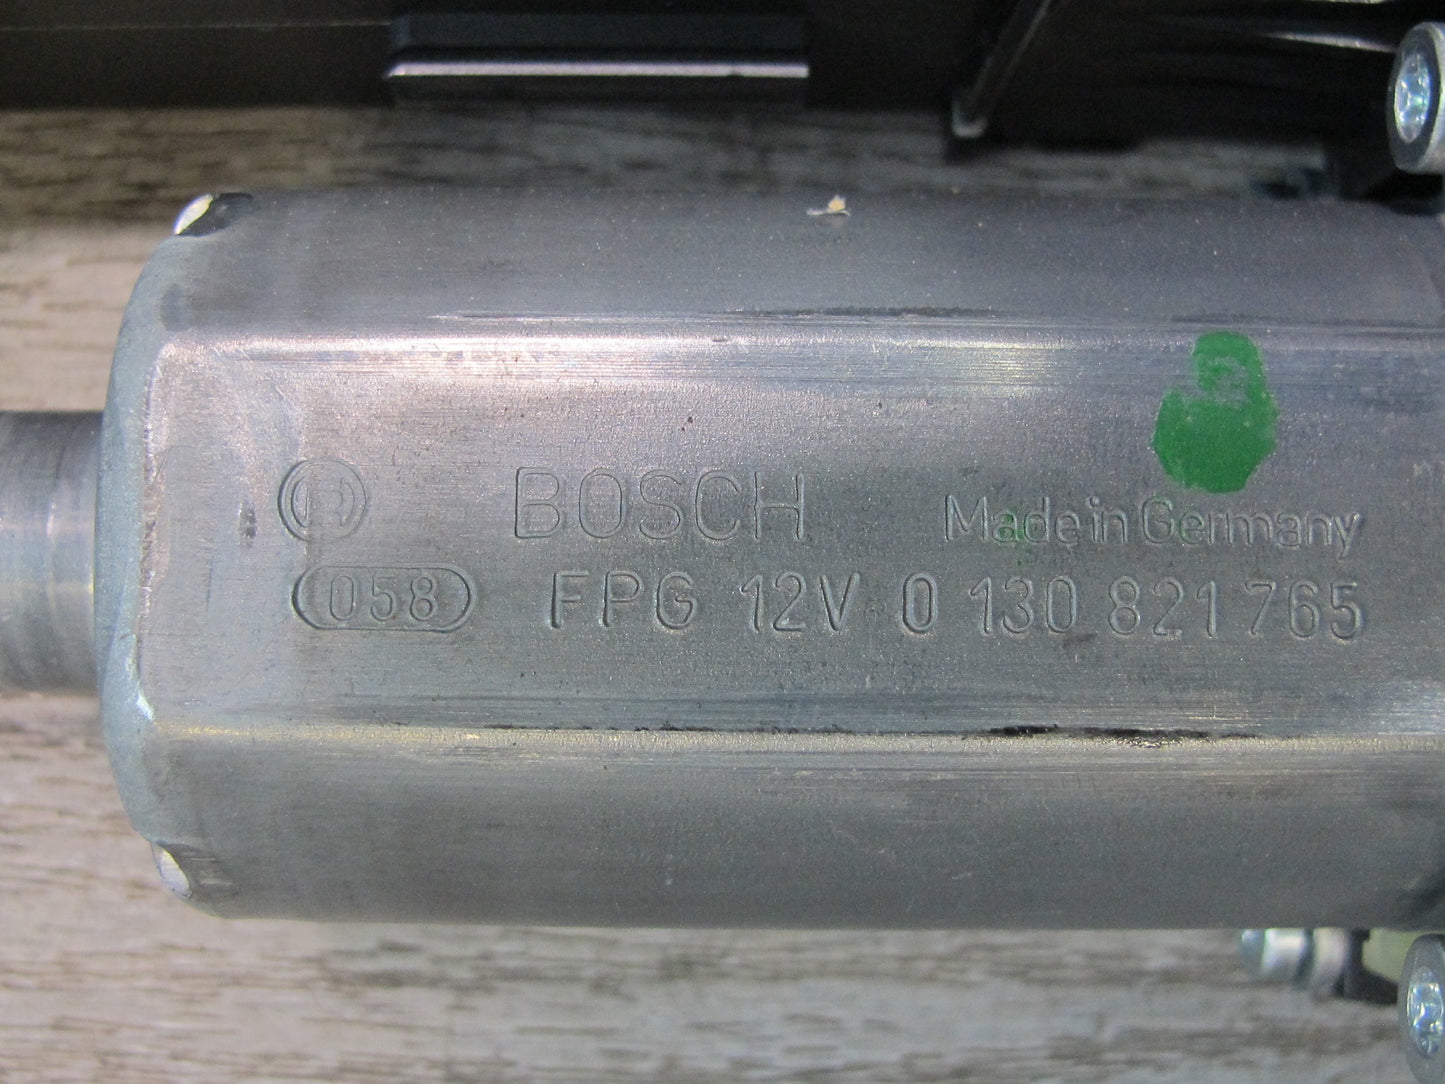 BOSCH Made in Germany
058 FPG 12V 0 130 821 765